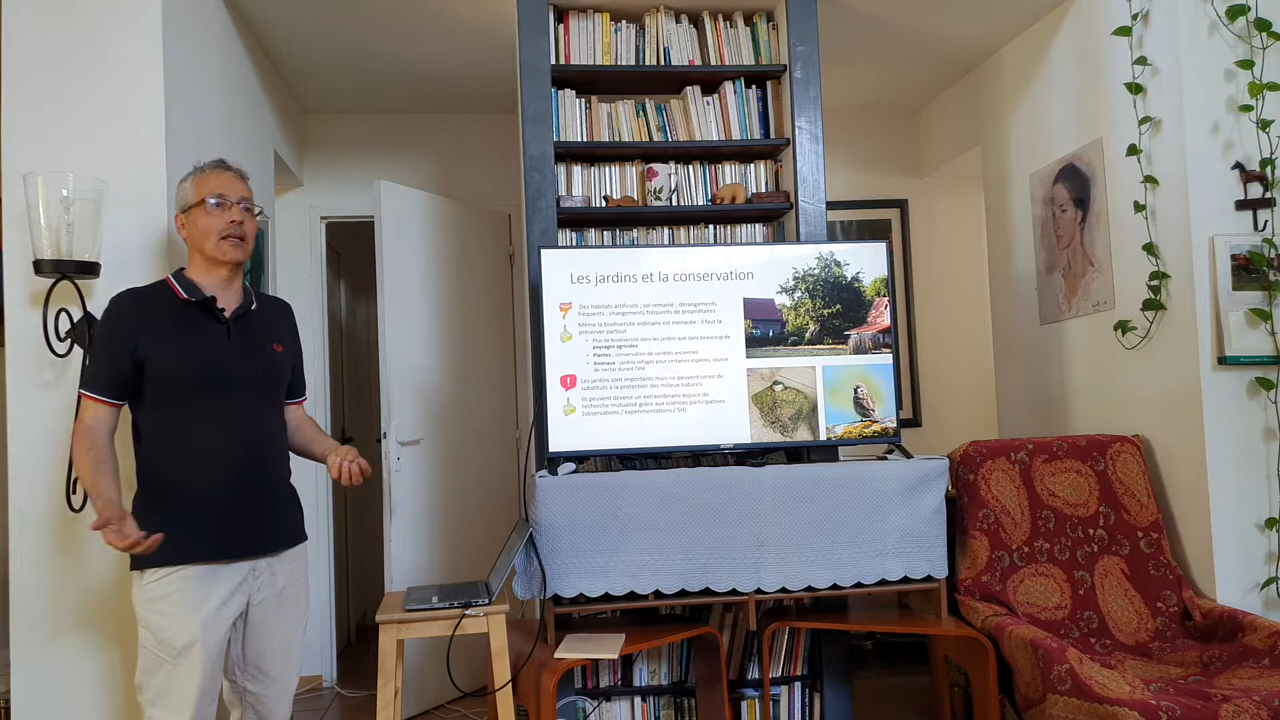 Les jardins et la conservation
Des habitats artificiels ; sol remanié ; dérangements
fréquents ; changements fréquents de propriétaires
Même la biodiversité ordinaire est menacée : il faut la
préserver partout
• Plus de biodiversité dans les jardins que dans beaucoup de
paysages agricoles
• Plantes : conservation de variétés anciennes
• Animaux : jardins refuges pour certaines espèces, source
de nectar durant l'été
Les jardins sont importants mais ne peuvent servir de
substituts à la protection des milieux naturels
Ils peuvent devenir un extraordinaire espace de
recherche mutualisé grâce aux sciences participatives
(observations / expérimentations / SH)